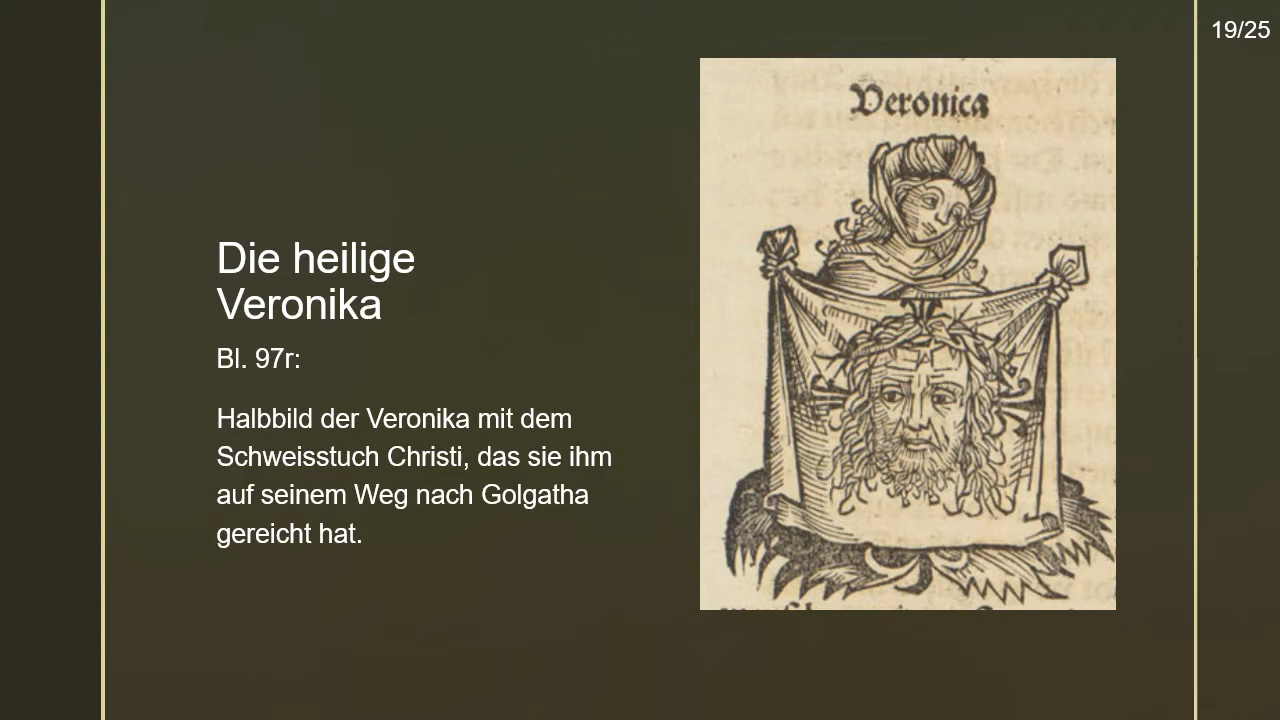 19/25
Die heilige
Veronika
Bl. 97r:
Halbbild der Veronika mit dem
Schweisstuch Christi, das sie ihm
auf seinem Weg nach Golgatha
gereicht hat.
Veronica